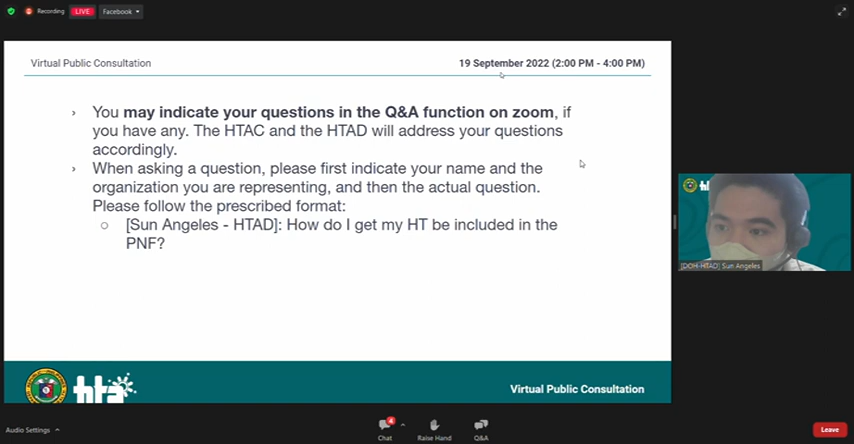 Recording
LIVE
Facebook
Virtual Public Consultation
19 September 2022 (2:00 PM - 4:00 PM)
› You may indicate your questions in the Q&A function on zoom, if
you have any. The HTAC and the HTAD will address your questions
accordingly.
› When asking a question, please first indicate your name and the
organization you are representing, and then the actual question.
Please follow the prescribed format:
○ [Sun Angeles - HTAD]: How do I get my HT be included in the
PNF?
[DOH-HTAD] Sun Angeles
hta
Virtual Public Consultation
Audio Settings
4
Chat
Raise Hand
Q&A
Leave